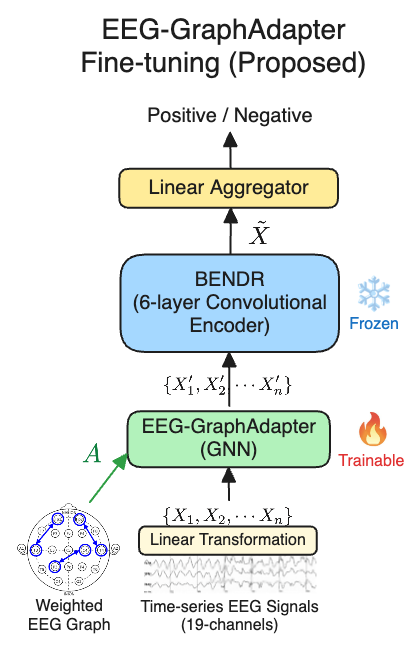 EEG-GraphAdapter
Fine-tuning (Proposed)
Positive / Negative
Linear Aggregator
X̃
BENDR
(6-layer Convolutional
Encoder)
Frozen
{X′₁, X′₂, ⋯ X′ₙ}
EEG-GraphAdapter
(GNN)
Trainable
A
{X₁, X₂, ⋯ Xₙ}
Linear Transformation
Weighted
EEG Graph
Time-series EEG Signals
(19-channels)